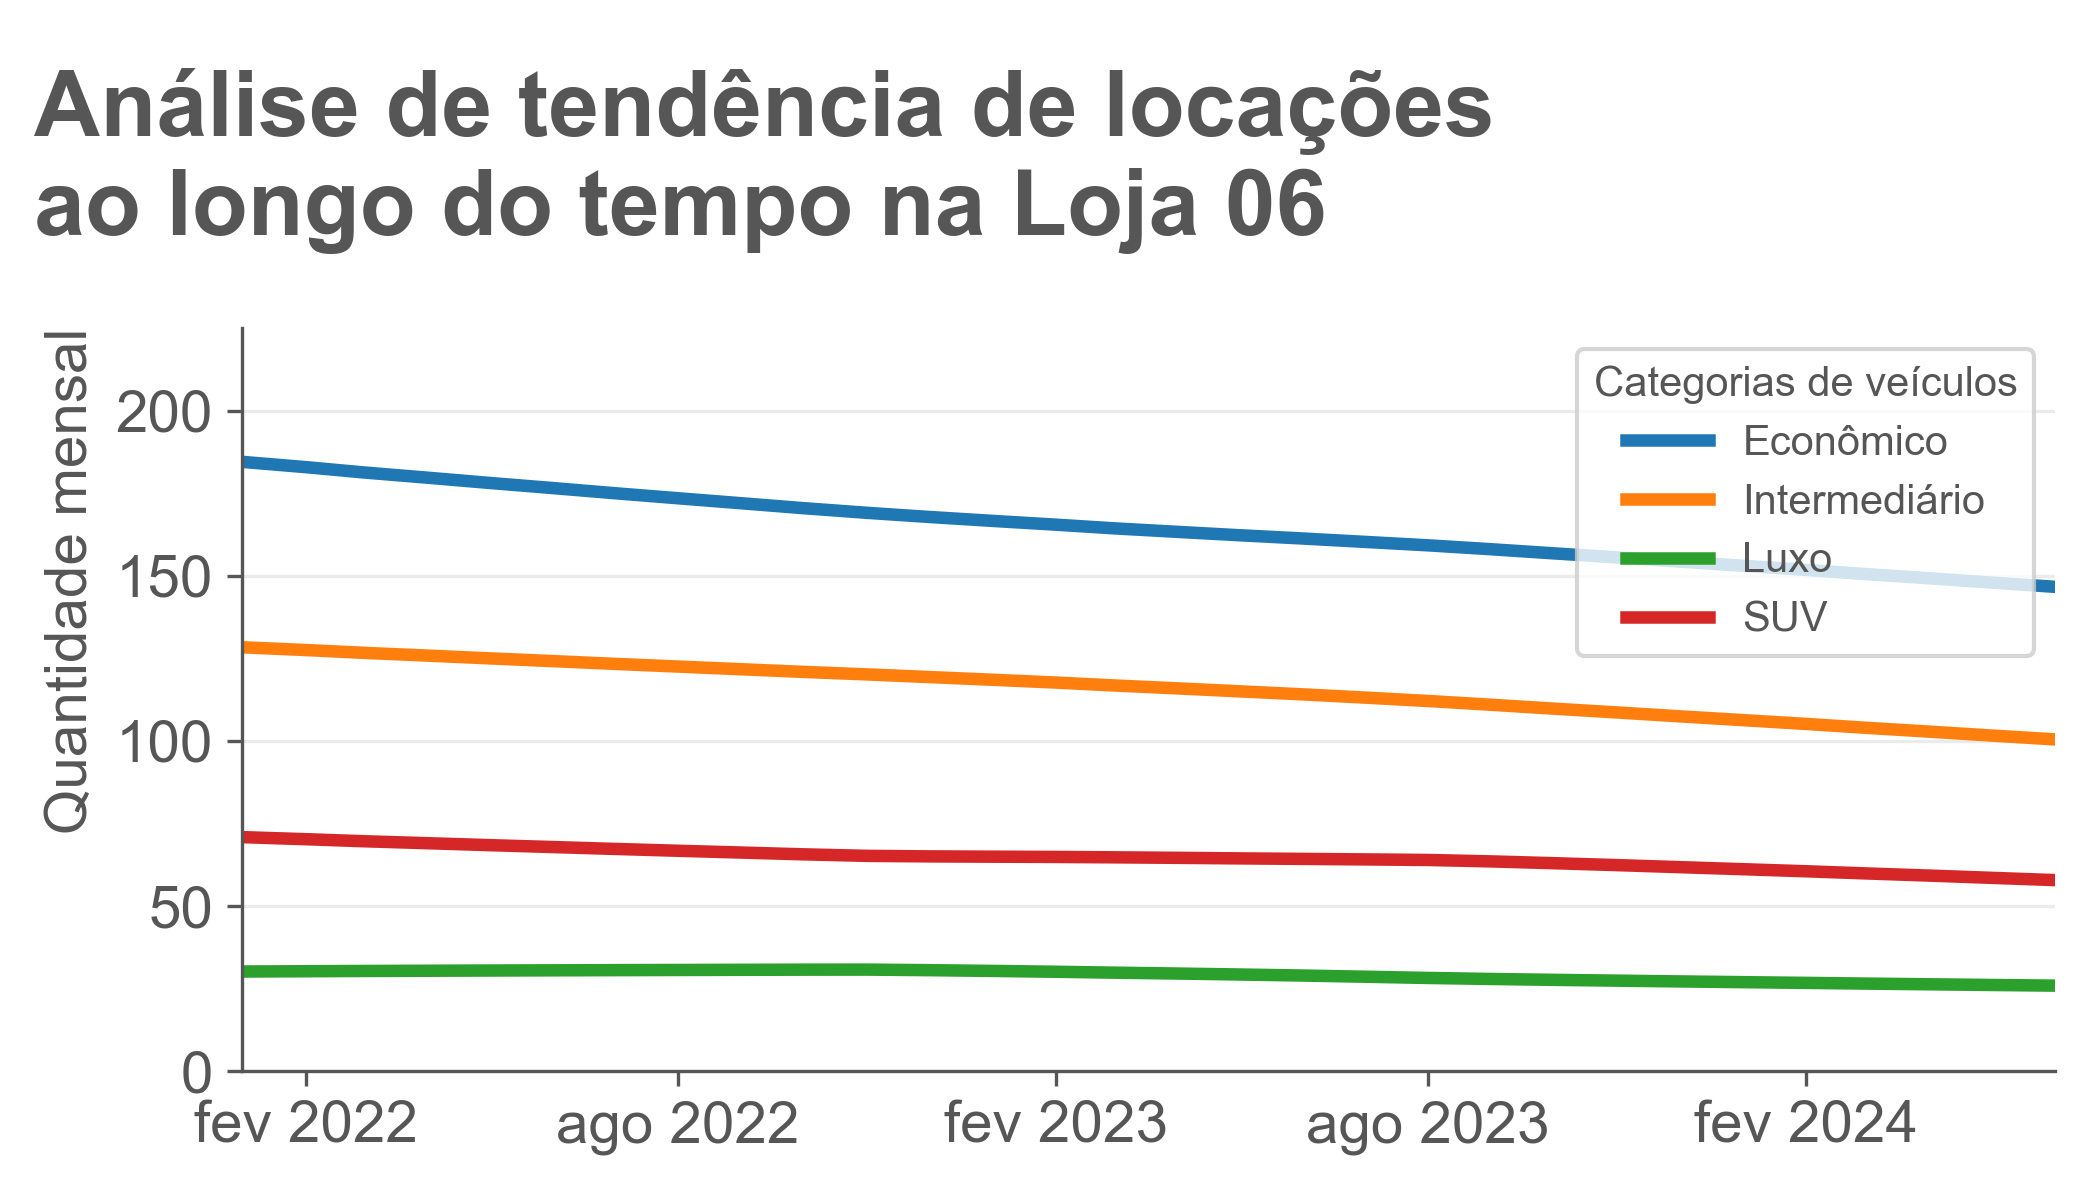 Análise de tendência de locações
ao longo do tempo na Loja 06
Quantidade mensal
200
150
100
50
0
fev 2022
ago 2022
fev 2023
ago 2023
fev 2024
Categorias de veículos
Econômico
Intermediário
Luxo
SUV